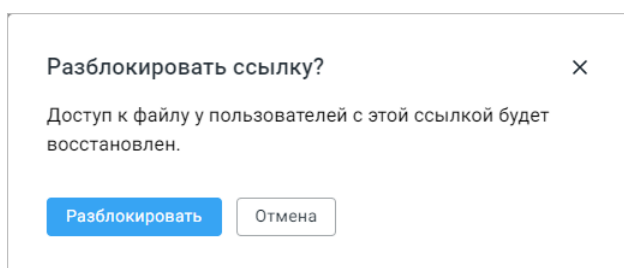 Разблокировать ссылку?
Доступ к файлу у пользователей с этой ссылкой будет
восстановлен.
Разблокировать
Отмена